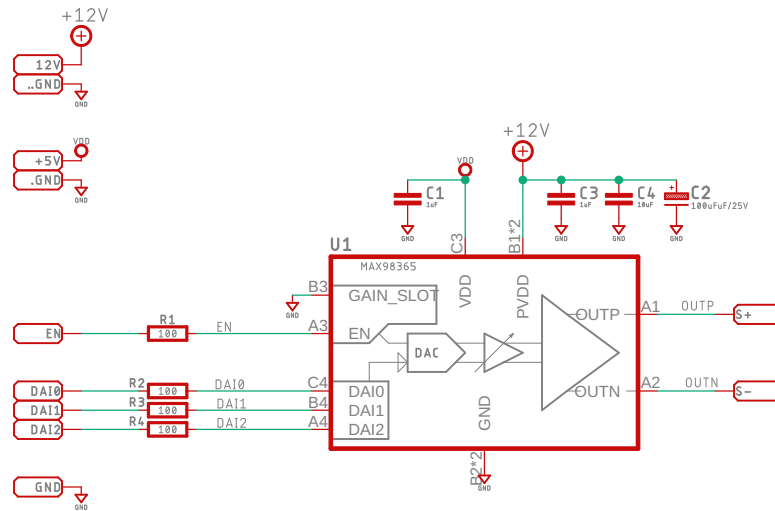 +12V
12V
..GND
GND
VDD
+5V
.GND
GND
+12V
VDD
C1
1uF
GND
C3
1uF
GND
C4
10uF
GND
+
C2
100uFuF/25V
GND
U1
MAX98365
C3
VDD
B1*2
PVDD
B3
GAIN_SLOT
GND
EN
R1
100
EN
A3
EN
DAC
OUTP
A1
OUTP
S+
DAI0
R2
100
DAI0
C4
DAI0
DAI1
R3
100
DAI1
B4
DAI1
DAI2
R4
100
DAI2
A4
DAI2
OUTN
A2
OUTN
S-
GND
B2*2
GND
GND
GND